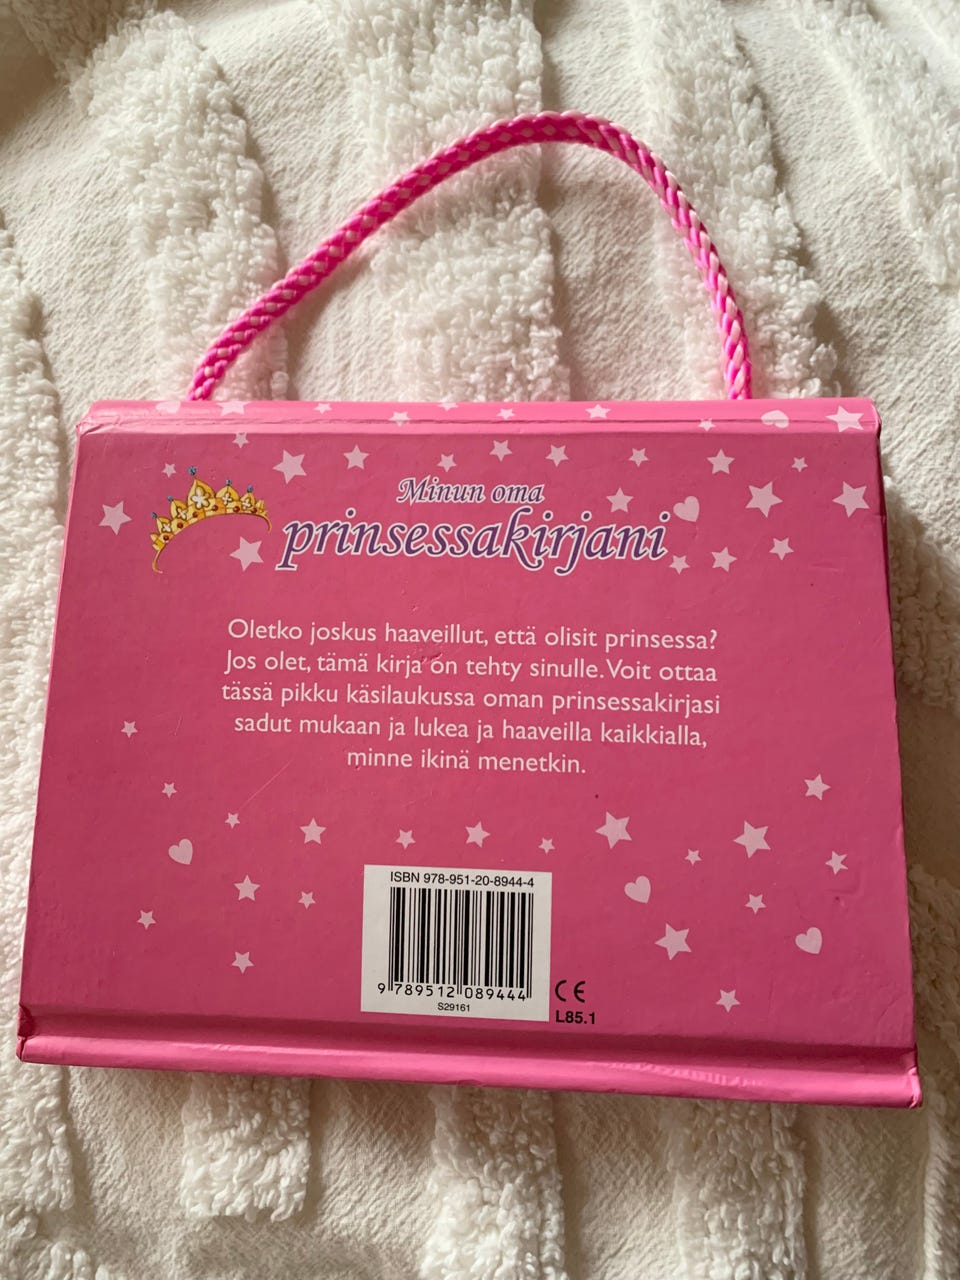 Minun oma
prinsessakirjani
Oletko joskus haaveillut, että olisit prinsessa?
Jos olet, tämä kirja on tehty sinulle. Voit ottaa
tässä pikku käsilaukussa oman prinsessakirjasi
sadut mukaan ja lukea ja haaveilla kaikkialla,
minne ikinä menetkin.
ISBN 978-951-20-8944-4
9 789512 089444
S29161
CE
L85.1